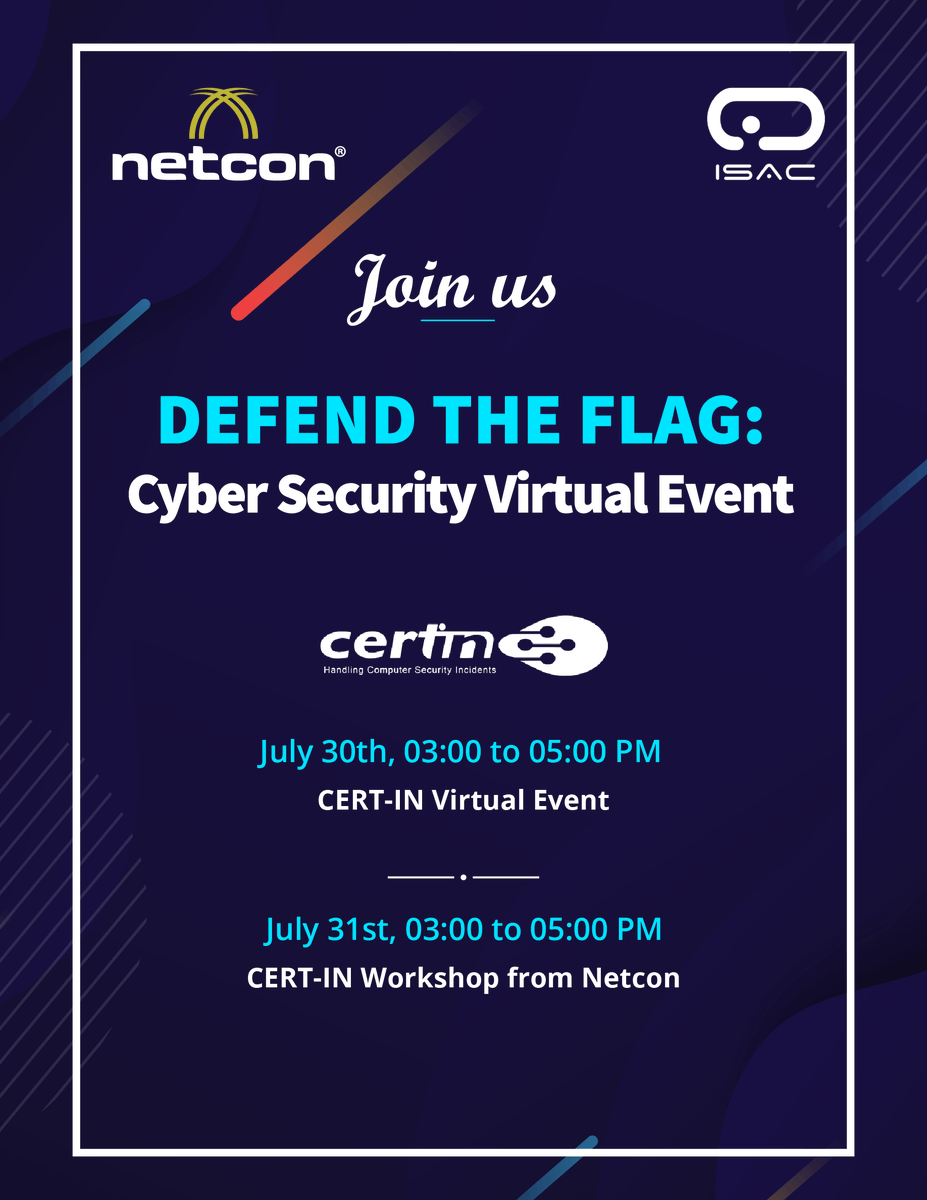 netcon®
ISAC
Join us
DEFEND THE FLAG:
Cyber Security Virtual Event
certin
Handling Computer Security Incidents
July 30th, 03:00 to 05:00 PM
CERT-IN Virtual Event
July 31st, 03:00 to 05:00 PM
CERT-IN Workshop from Netcon